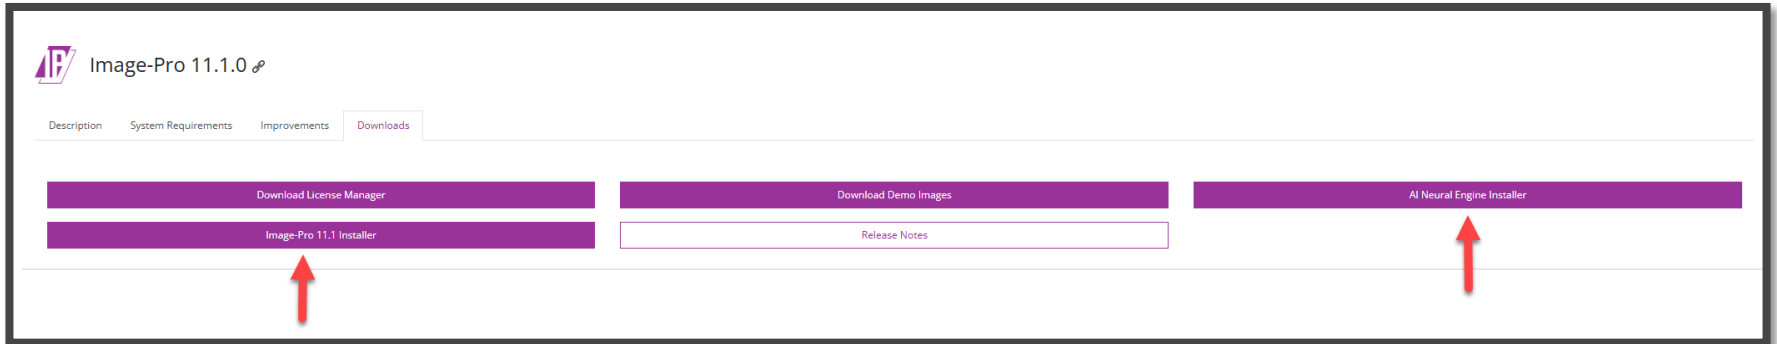 IP
Image-Pro 11.1.0
Description System Requirements Improvements Downloads
Download License Manager Download Demo Images AI Neural Engine Installer
Image-Pro 11.1 Installer Release Notes